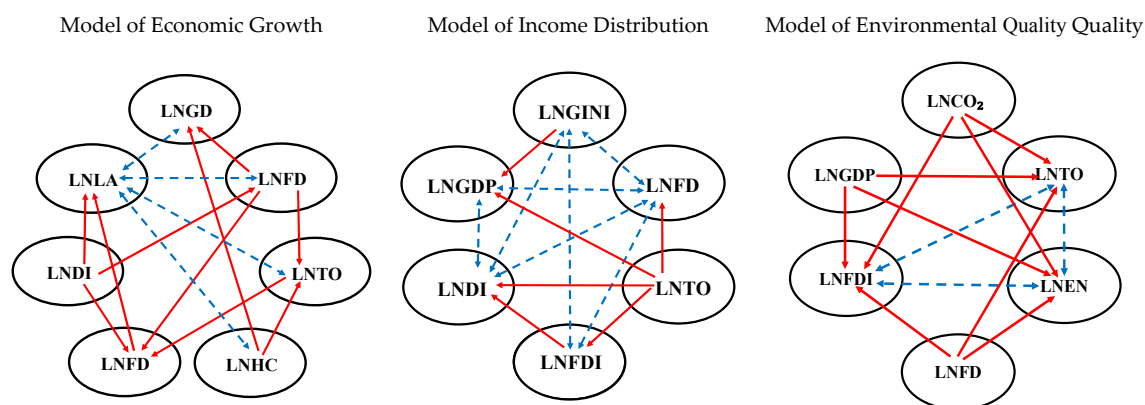 Model of Economic Growth
LNGD
LNLA
LNFD
LNDI
LNTO
LNFD
LNHC
Model of Income Distribution
LNGINI
LNGDP
LNFD
LNDI
LNTO
LNFDI
Model of Environmental Quality Quality
LNCO₂
LNGDP
LNTO
LNFDI
LNEN
LNFD